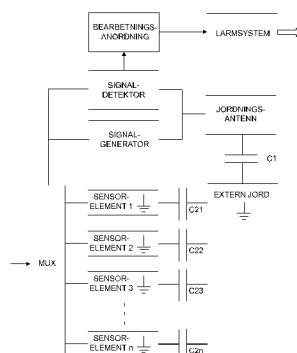 BEARBETNINGS-
ANORDNING
LARMSYSTEM
SIGNAL-
DETEKTOR
JORDNINGS-
ANTENN
SIGNAL-
GENERATOR
C1
EXTERN JORD
SENSOR-
ELEMENT 1
C21
SENSOR-
ELEMENT 2
C22
MUX
SENSOR-
ELEMENT 3
C23
SENSOR-
ELEMENT n
C2n